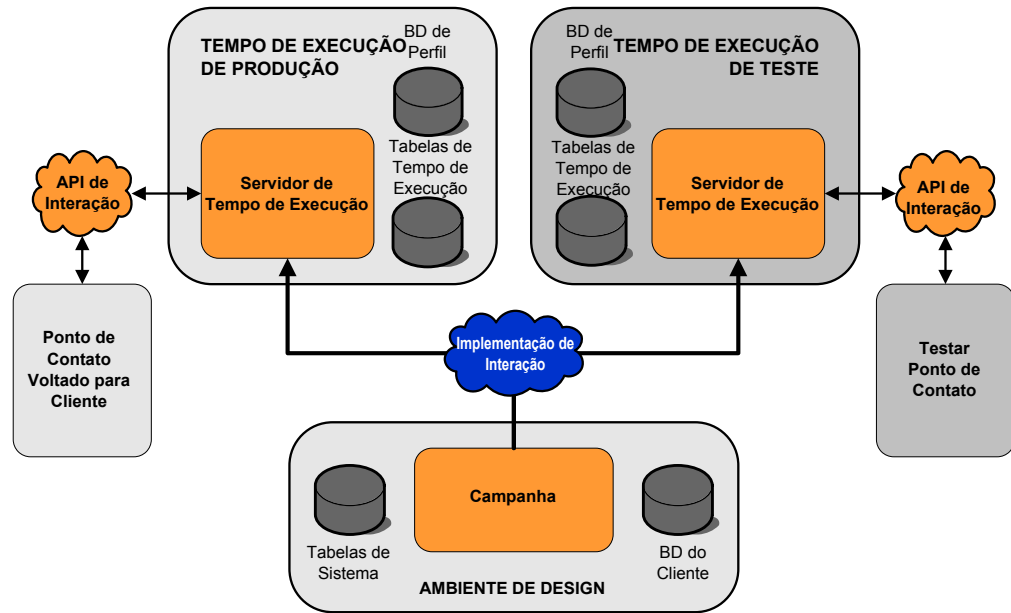 TEMPO DE EXECUÇÃO
DE PRODUÇÃO
BD de
Perfil
Tabelas de
Tempo de
Execução
Servidor de
Tempo de Execução
API de
Interação
Ponto de
Contato
Voltado para
Cliente
BD de
Perfil
TEMPO DE EXECUÇÃO
DE TESTE
Tabelas de
Tempo de
Execução
Servidor de
Tempo de Execução
API de
Interação
Testar
Ponto de
Contato
Implementação de
Interação
Campanha
Tabelas de
Sistema
BD do
Cliente
AMBIENTE DE DESIGN